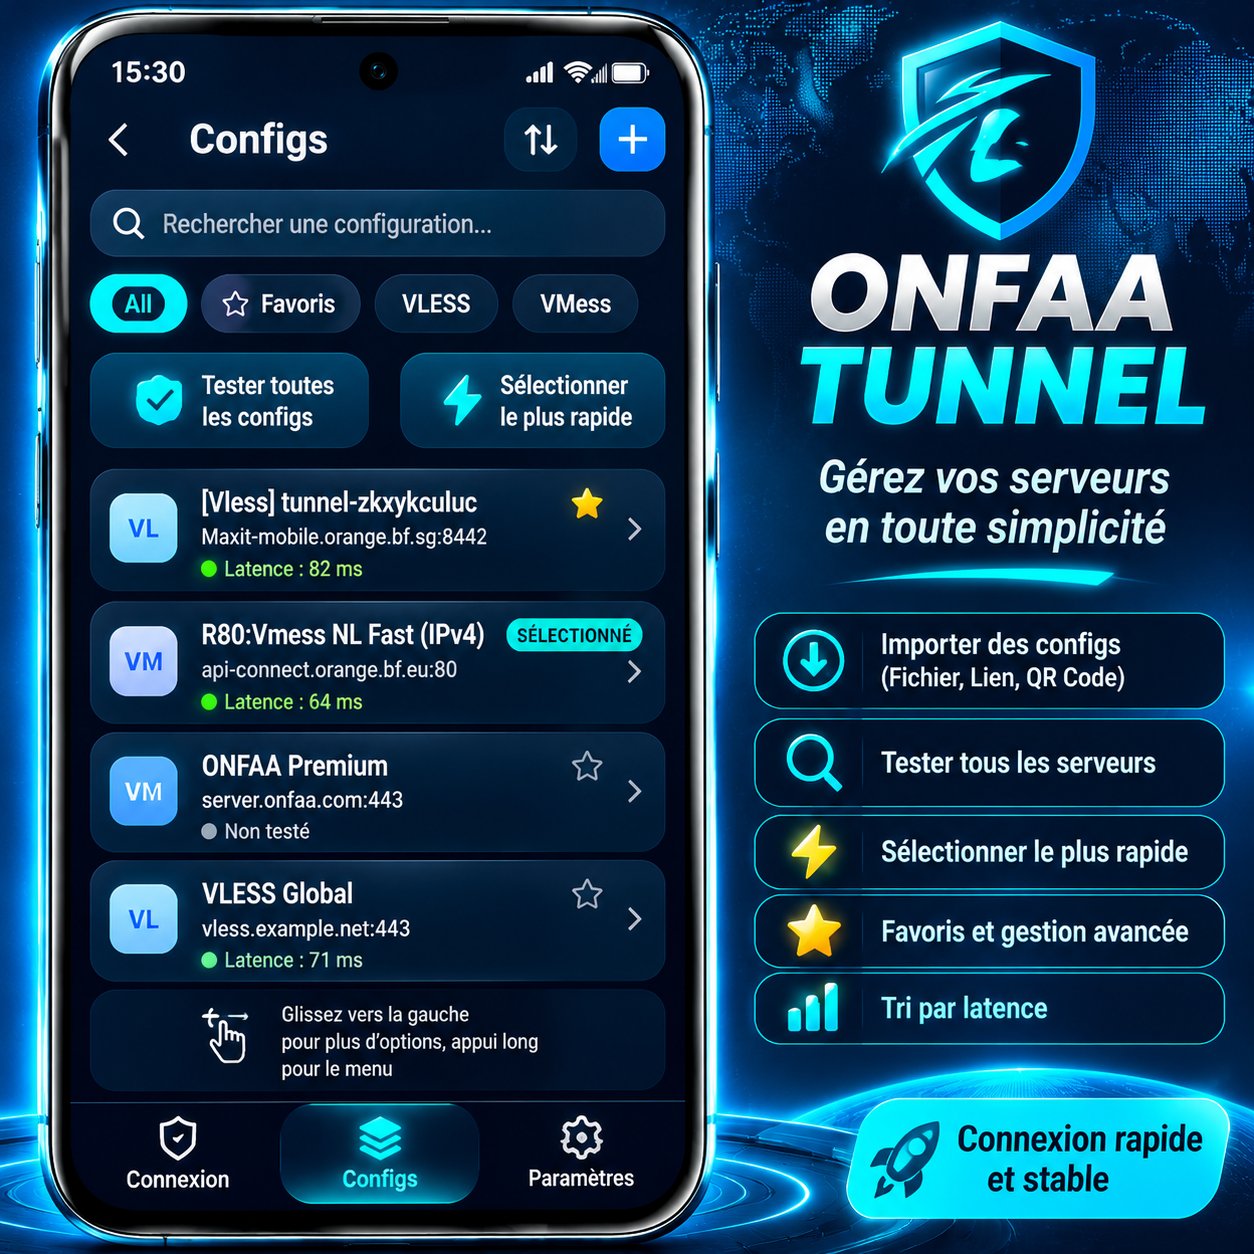 15:30
Configs
Rechercher une configuration...
All
Favoris
VLESS
VMess
Tester toutes
les configs
Sélectionner
le plus rapide
VL
[Vless] tunnel-zkxykculuc
Maxit-mobile.orange.bf.sg:8442
Latence : 82 ms
VM
R80:Vmess NL Fast (IPv4)
SÉLECTIONNÉ
api-connect.orange.bf.eu:80
Latence : 64 ms
VM
ONFAA Premium
server.onfaa.com:443
Non testé
VL
VLESS Global
vless.example.net:443
Latence : 71 ms
Glissez vers la gauche
pour plus d'options, appui long
pour le menu
Connexion
Configs
Paramètres
ONFAA
TUNNEL
Gérez vos serveurs
en toute simplicité
Importer des configs
(Fichier, Lien, QR Code)
Tester tous les serveurs
Sélectionner le plus rapide
Favoris et gestion avancée
Tri par latence
Connexion rapide
et stable